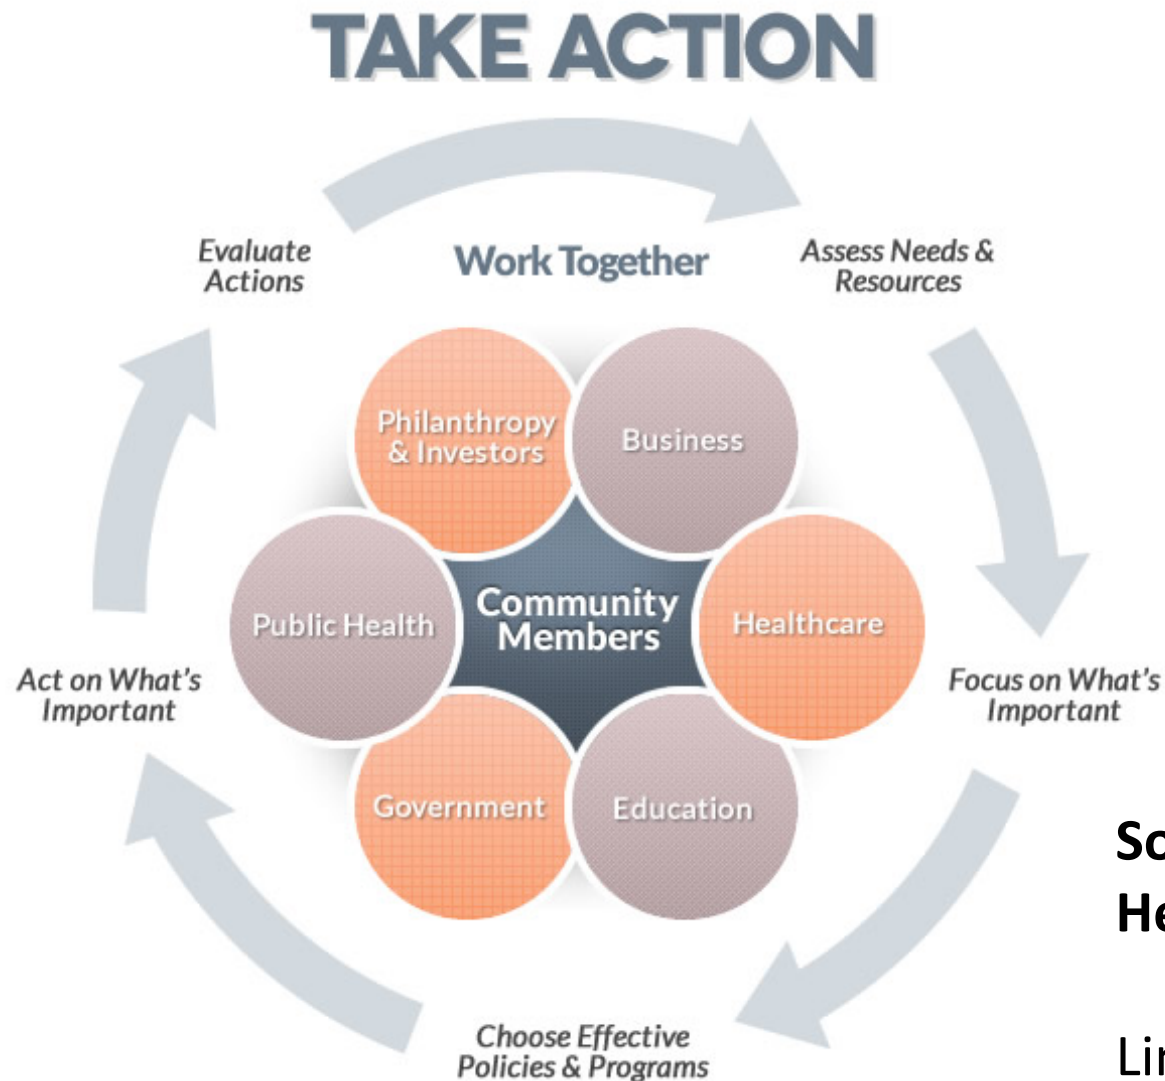 TAKE ACTION
Evaluate
Actions
Work Together
Assess Needs &
Resources
Philanthropy
& Investors
Business
Public Health
Community
Members
Healthcare
Act on What's
Important
Focus on What's
Important
Government
Education
Choose Effective
Policies & Programs